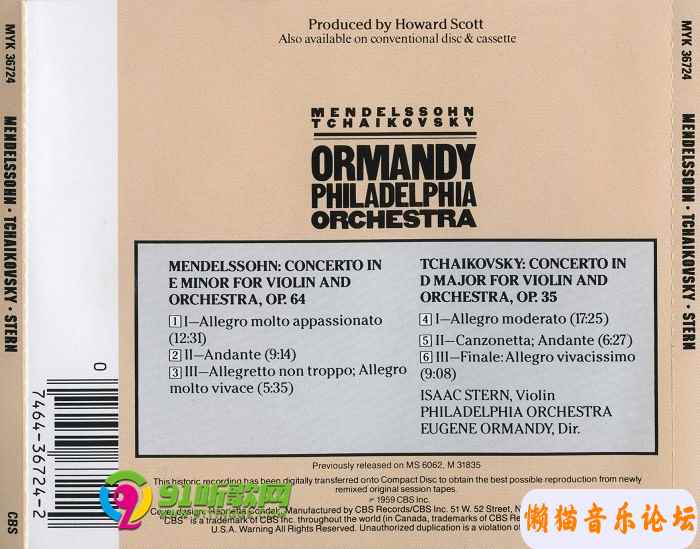 MYK 36724
MENDELSSOHN · TCHAIKOVSKY · STERN
CBS
Produced by Howard Scott
Also available on conventional disc & cassette
MENDELSSOHN
TCHAIKOVSKY
ORMANDY
PHILADELPHIA
ORCHESTRA
MENDELSSOHN: CONCERTO IN
E MINOR FOR VIOLIN AND
ORCHESTRA, OP. 64
1 I—Allegro molto appassionato
(12:31)
2 II—Andante (9:14)
3 III—Allegretto non troppo; Allegro
molto vivace (5:35)
TCHAIKOVSKY: CONCERTO IN
D MAJOR FOR VIOLIN AND
ORCHESTRA, OP. 35
4 I—Allegro moderato (17:25)
5 II—Canzonetta; Andante (6:27)
6 III—Finale: Allegro vivacissimo
(9:08)
ISAAC STERN, Violin
PHILADELPHIA ORCHESTRA
EUGENE ORMANDY, Dir.
0
7464-36724-2
Previously released on MS 6062, M 31835
This historic recording has been digitally transferred onto Compact Disc to obtain the best possible reproduction from newly
remixed original session tapes.
℗ 1959 CBS Inc.
Cover design: Henrietta Condak. Manufactured by CBS Records/CBS Inc. 51 W. 52 Street, N
"CBS" is a trademark of CBS Inc. throughout the world (in Canada, trademarks of CBS Re
U.S.A. Warning All Rights Reserved. Unauthorized duplication is a violation of
91听歌网
懒猫音乐论坛
MYK 36724
MENDELSSOHN · TCHAIKOVSKY · STERN
CBS